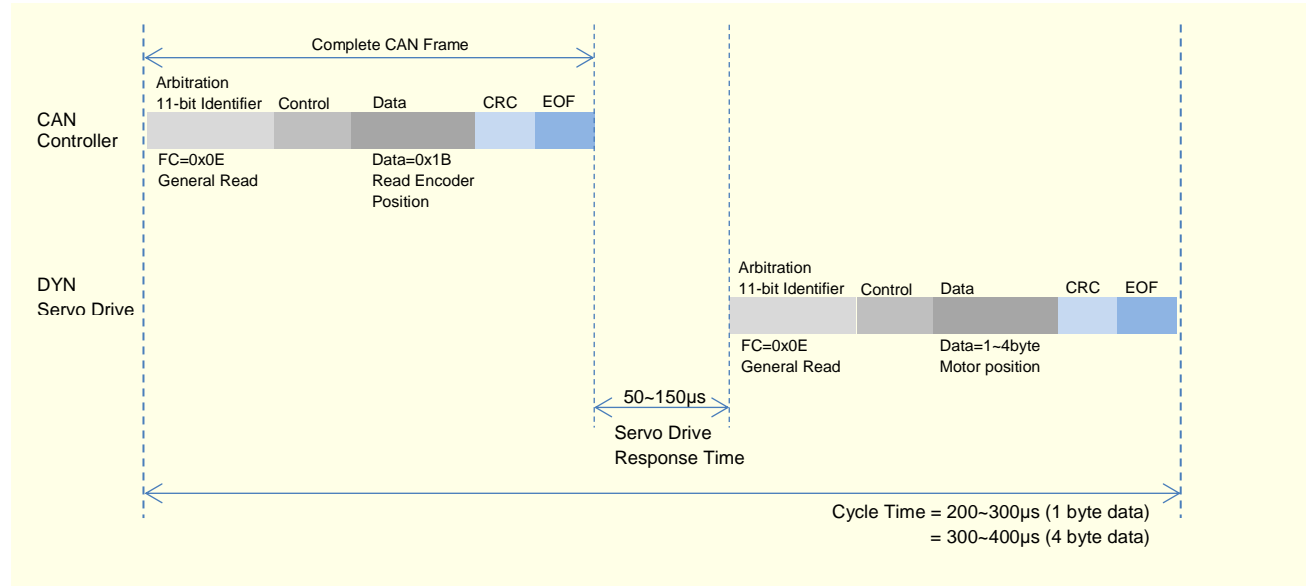 Complete CAN Frame
Arbitration
11-bit Identifier Control Data CRC EOF
CAN
Controller
FC=0x0E
General Read
Data=0x1B
Read Encoder
Position
DYN
Servo Drive
Arbitration
11-bit Identifier Control Data CRC EOF
FC=0x0E
General Read
Data=1~4byte
Motor position
50~150µs
Servo Drive
Response Time
Cycle Time = 200~300µs (1 byte data)
= 300~400µs (4 byte data)